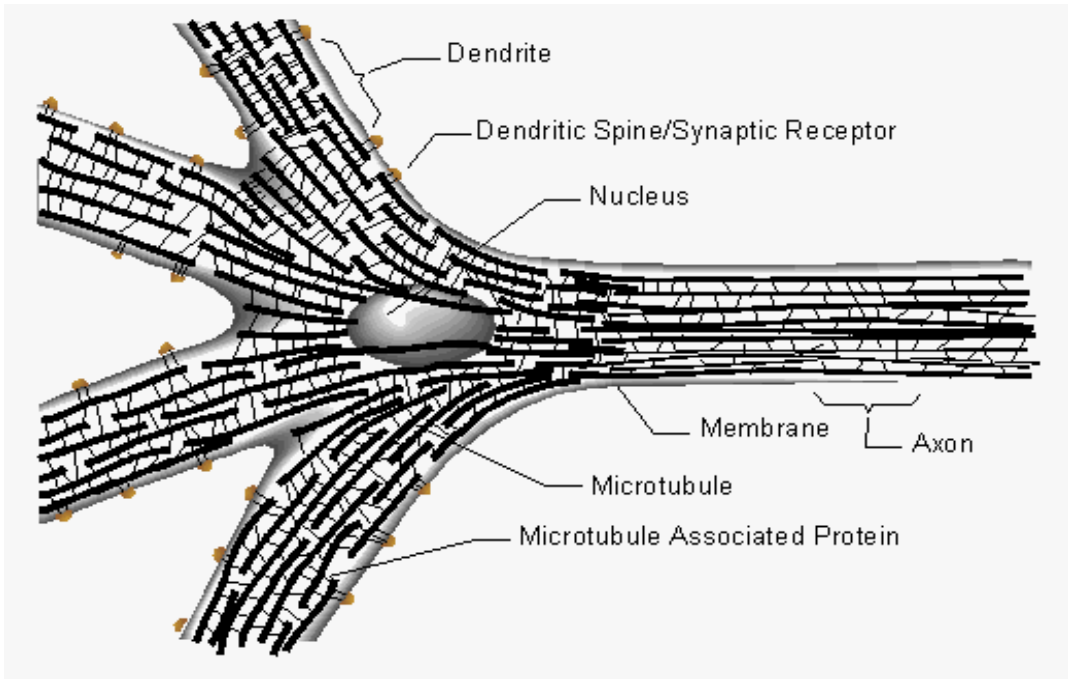 Dendrite
Dendritic Spine/Synaptic Receptor
Nucleus
Membrane
Axon
Microtubule
Microtubule Associated Protein